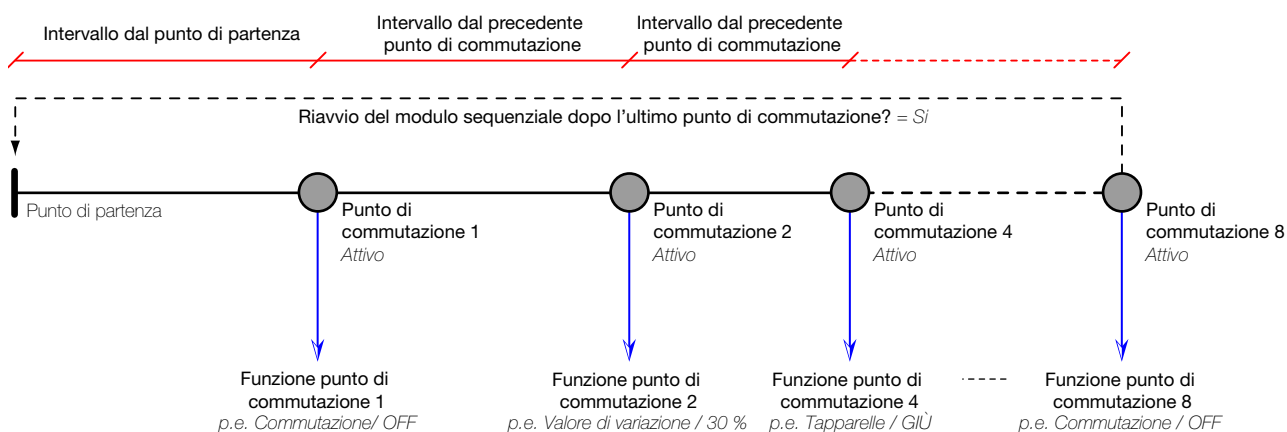 Intervallo dal punto di partenza
Intervallo dal precedente
punto di commutazione
Intervallo dal precedente
punto di commutazione
Riavvio del modulo sequenziale dopo l'ultimo punto di commutazione? = Si
Punto di partenza
Punto di
commutazione 1
Attivo
Punto di
commutazione 2
Attivo
Punto di
commutazione 4
Attivo
Punto di
commutazione 8
Attivo
Funzione punto di
commutazione 1
p.e. Commutazione/ OFF
Funzione punto di
commutazione 2
p.e. Valore di variazione / 30 %
Funzione punto di
commutazione 4
p.e. Tapparelle / GIÙ
Funzione punto di
commutazione 8
p.e. Commutazione / OFF